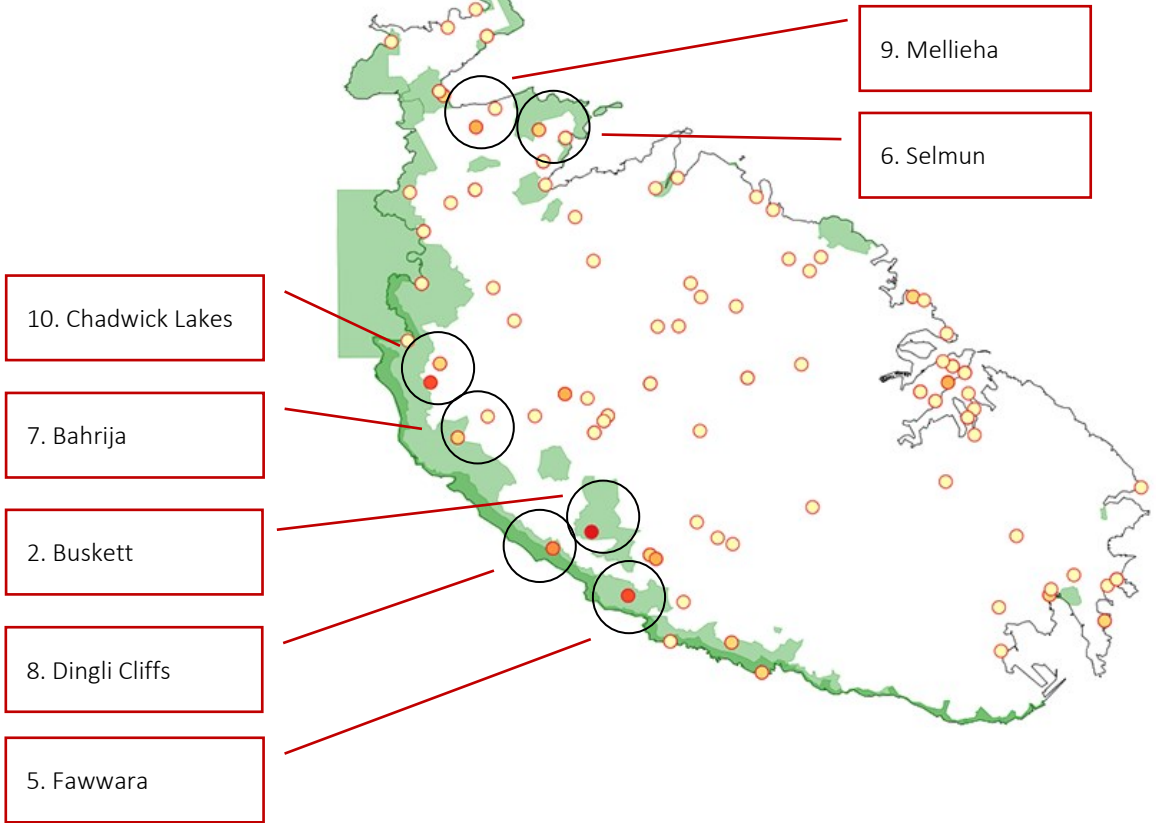 9. Mellieha
6. Selmun
10. Chadwick Lakes
7. Bahrija
2. Buskett
8. Dingli Cliffs
5. Fawwara